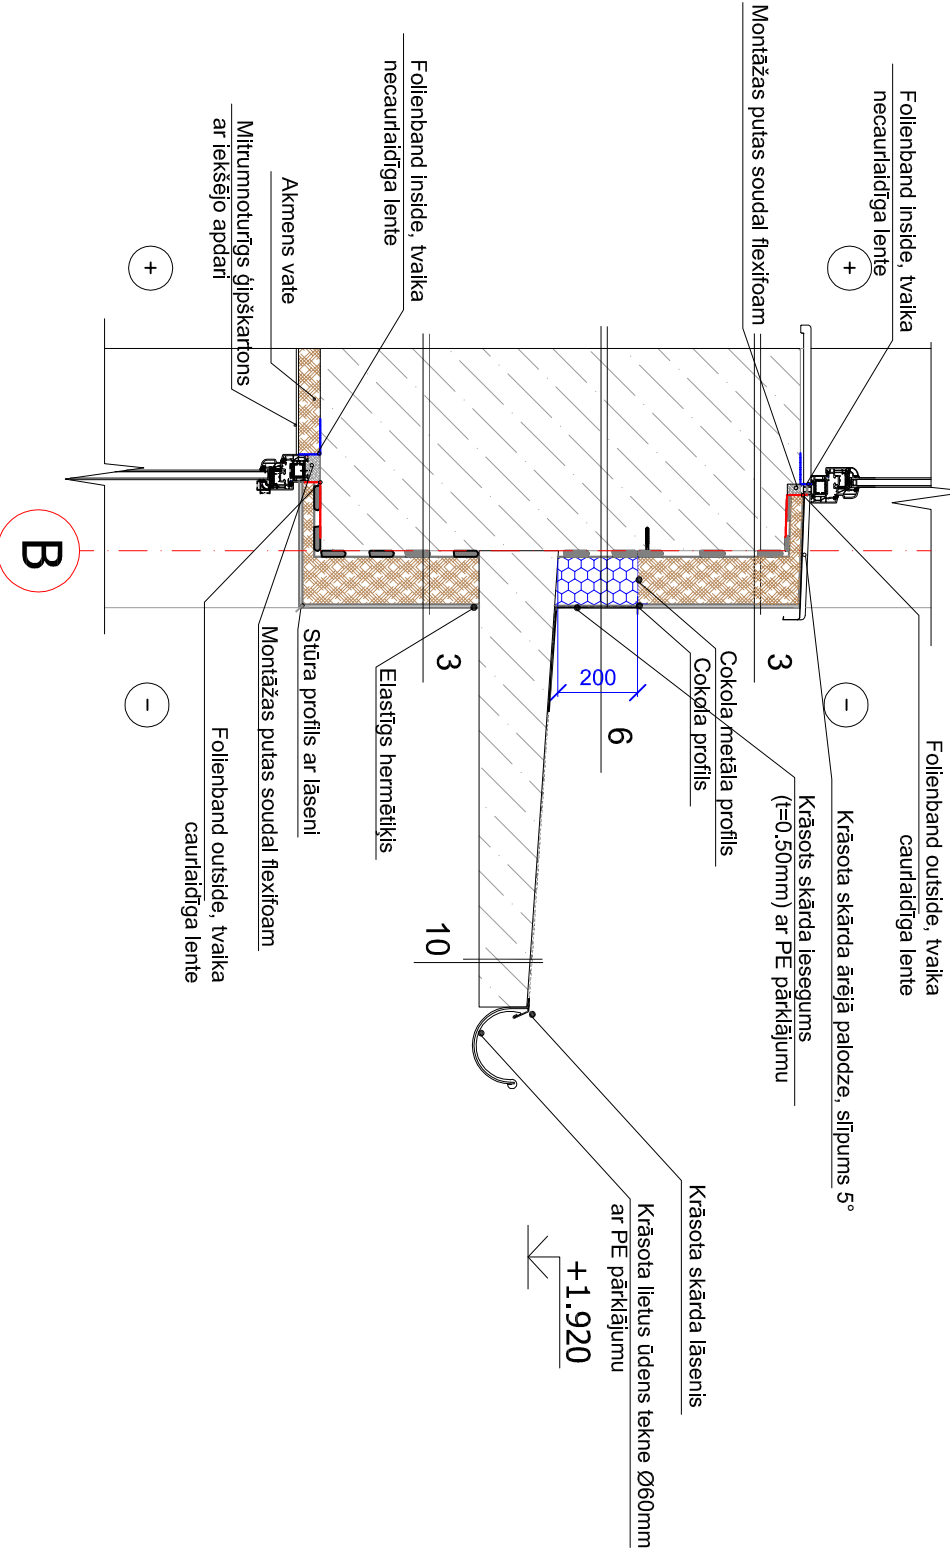 Folienband outside, tvaika
caurlaidīga lente
Folienband inside, tvaika
necaurlaidīga lente
+
-
Krāsota skārda ārējā palodze, slīpums 5°
Krāsots skārda iesegums
(t=0.50mm) ar PE pārklājumu
Montāžas putas soudal flexifoam
3
Cokola metāla profils
Cokola profils
200
6
Krāsota skārda lāsenis
Krāsota lietus ūdens tekne Ø60mm
ar PE pārklājumu
+1.920
10
3
Folienband inside, tvaika
necaurlaidīga lente
Elastīgs hermētiķis
Stūra profils ar lāseni
Akmens vate
Montāžas putas soudal flexifoam
Mitrumnoturīgs ģipškartons
ar iekšējo apdari
Folienband outside, tvaika
caurlaidīga lente
+
-
B